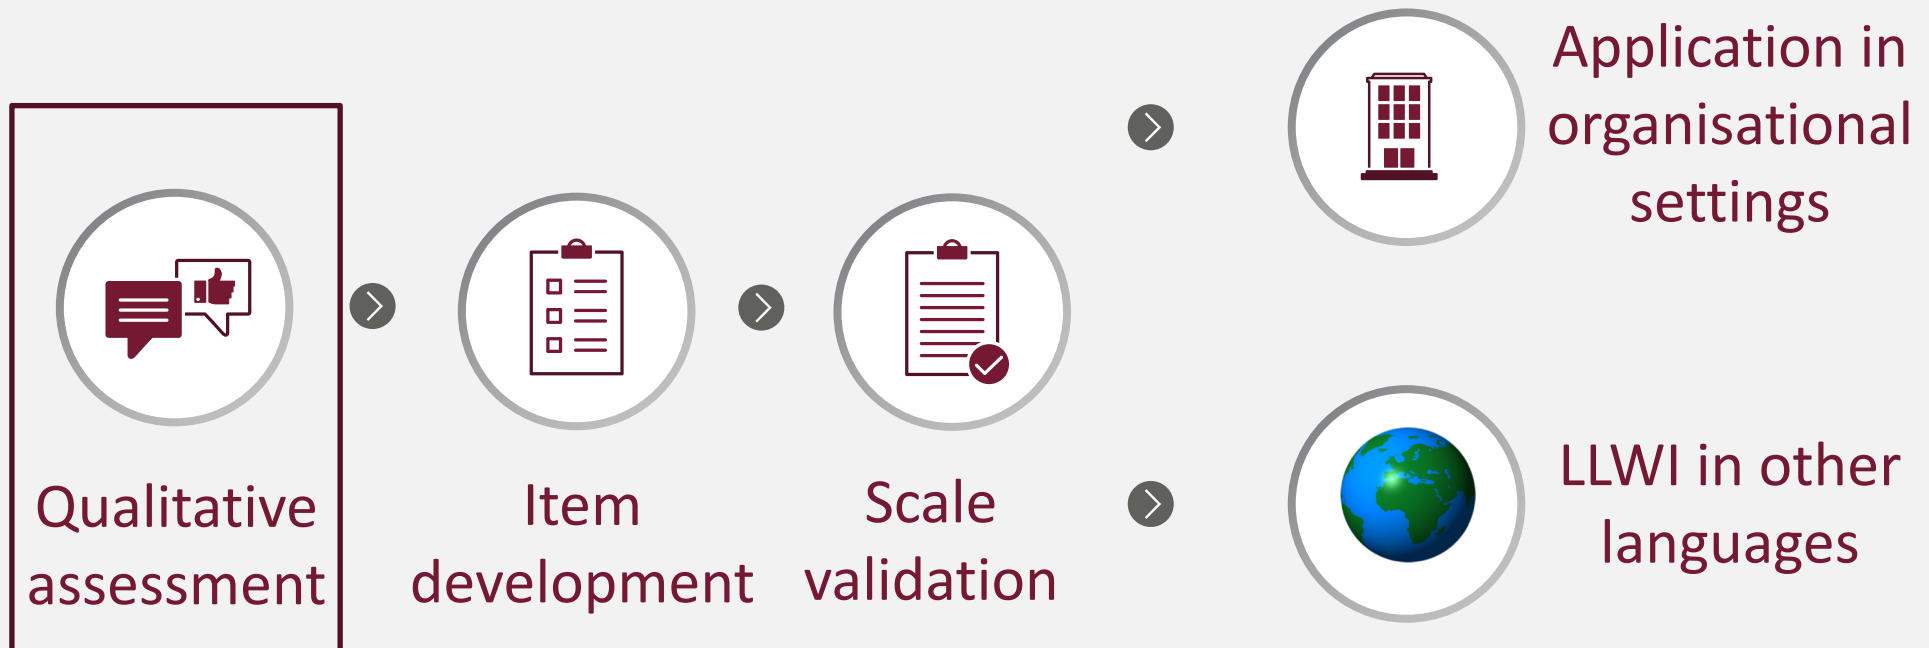 Qualitative
assessment
Item
development
Scale
validation
Application in
organisational
settings
LLWI in other
languages